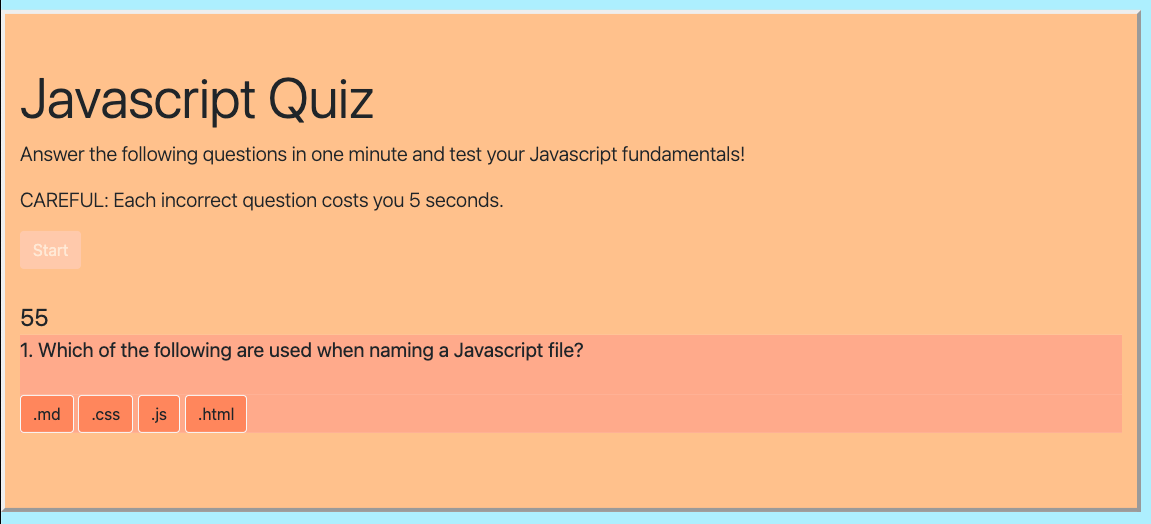 Javascript Quiz
Answer the following questions in one minute and test your Javascript fundamentals!
CAREFUL: Each incorrect question costs you 5 seconds.
Start
55
1. Which of the following are used when naming a Javascript file?
.md .css .js .html